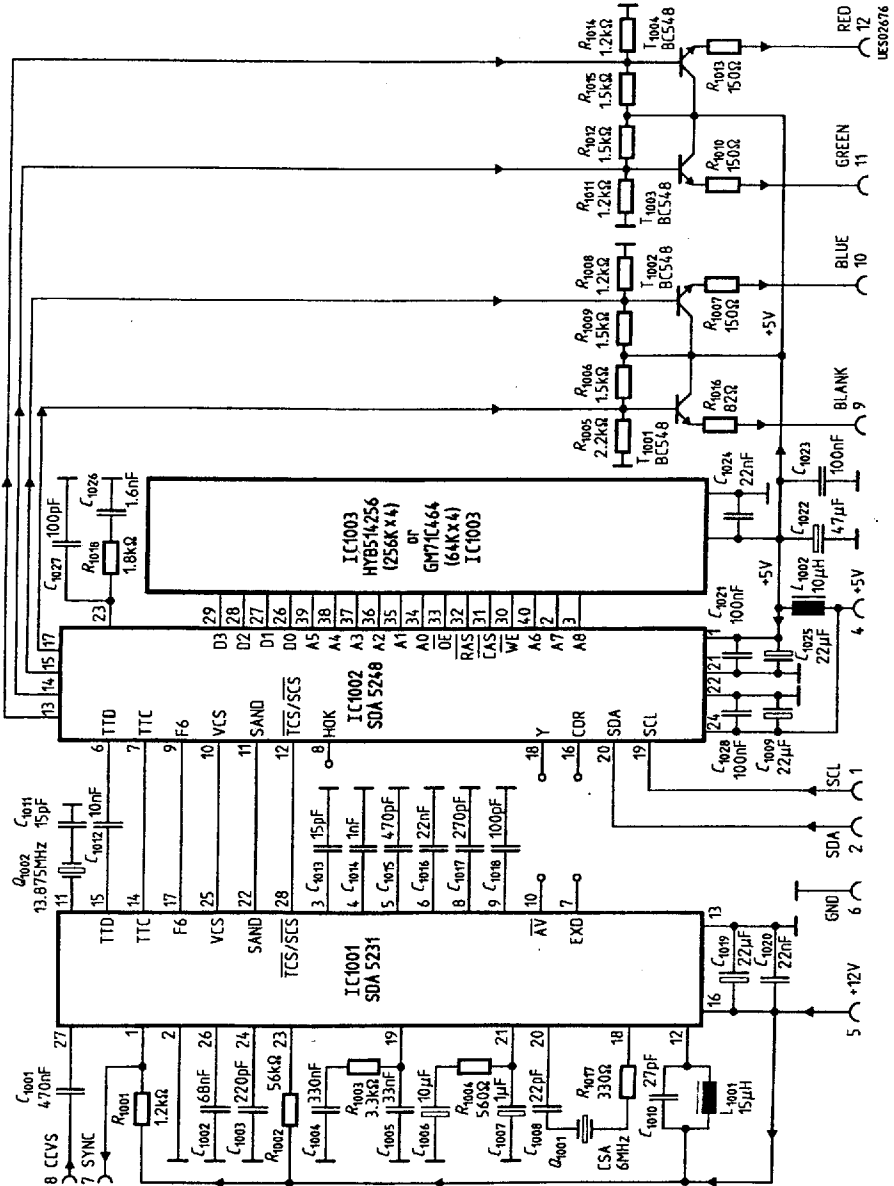 8 CCVS
7 SYNC
C1001
470nF
R1001
1.2kΩ
C1002
68nF
C1003
220pF
R1002
56kΩ
C1004
330nF
R1003
3.3kΩ
C1005
33nF
C1006
10µF
R1004
560Ω
C1007
1µF
C1008
22pF
Q1001
CSA
6MHz
R1017
330Ω
C1010
27pF
L1001
15µH
27
1
2
26
24
23
19
21
20
18
12
IC1001
SDA 5231
11
15 TTD
14 TTC
17 F6
25 VCS
22 SAND
28 TCS/SCS
3
4
5
6
8
9
10 AV
7 EXD
16
13
Q1002
13.875MHz
C1011
15pF
C1012
10nF
C1013
15pF
C1014
1nF
C1015
470pF
C1016
22nF
C1017
270pF
C1018
100pF
C1019
22µF
C1020
22nF
5 +12V
GND
6
SDA
2
SCL
1
6 TTD
7 TTC
9 F6
10 VCS
11 SAND
12 TCS/SCS
8 HOK
18 Y
16 COR
20 SDA
19 SCL
IC1002
SDA 5248
13
14
15
17
23
29 D3
28 D2
27 D1
26 D0
39 A5
38 A4
37 A3
36 A2
35 A1
34 A0
33 OE
32 RAS
31 CAS
30 WE
40 A6
2 A7
3 A8
1
21
22
24
C1028
100nF
C1009
22µF
C1021
100nF
C1025
22µF
L1002
10µH
4 +5V
+5V
C1022
47µF
C1023
100nF
C1024
22nF
C1027
100pF
R1018
1.8kΩ
C1026
1.6nF
IC1003
HYB514256
(256K×4)
or
GM71C464
(64K×4)
IC1003
R1005
2.2kΩ
R1006
1.5kΩ
R1009
1.5kΩ
R1008
1.2kΩ
R1011
1.2kΩ
R1012
1.5kΩ
R1015
1.5kΩ
R1014
1.2kΩ
T1001
BC548
T1002
BC548
T1003
BC548
T1004
BC548
R1016
82Ω
R1007
150Ω
R1010
150Ω
R1013
150Ω
+5V
BLANK
9
BLUE
10
GREEN
11
RED
12
UES02676